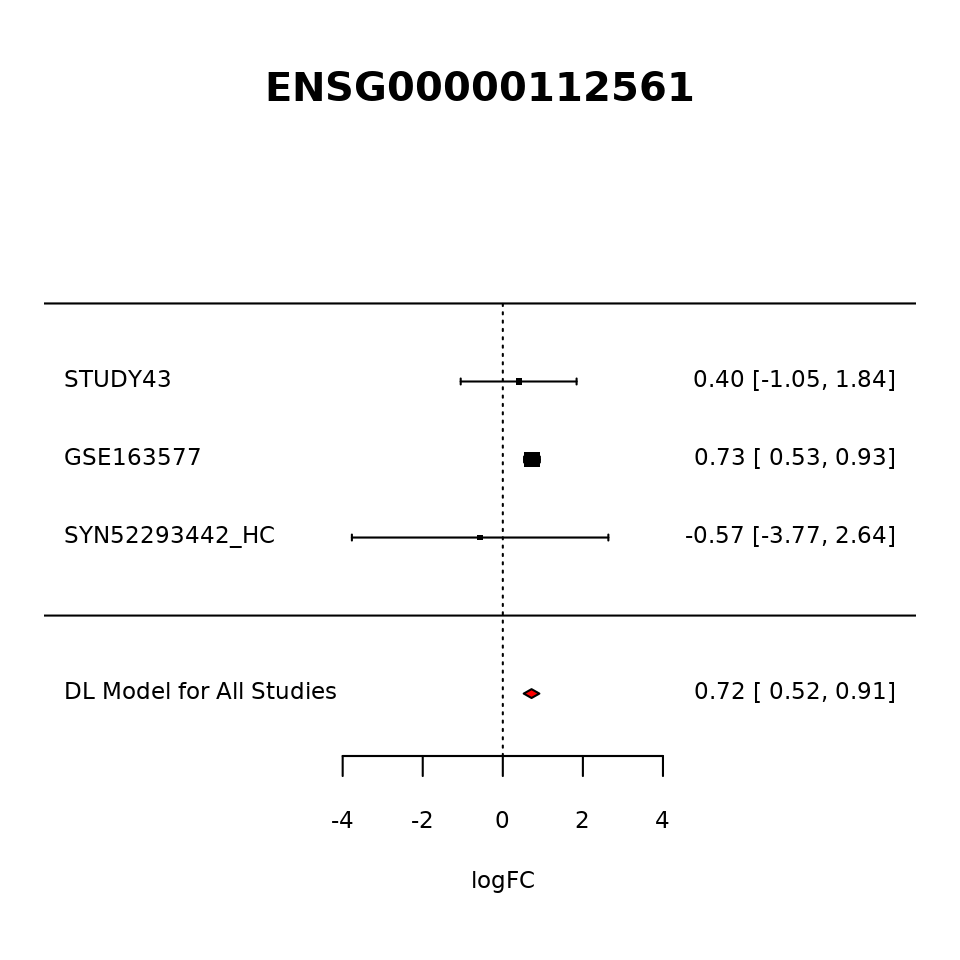 ENSG00000112561
STUDY43 0.40 [-1.05, 1.84]
GSE163577 0.73 [ 0.53, 0.93]
SYN52293442_HC -0.57 [-3.77, 2.64]
DL Model for All Studies 0.72 [ 0.52, 0.91]
-4 -2 0 2 4
logFC